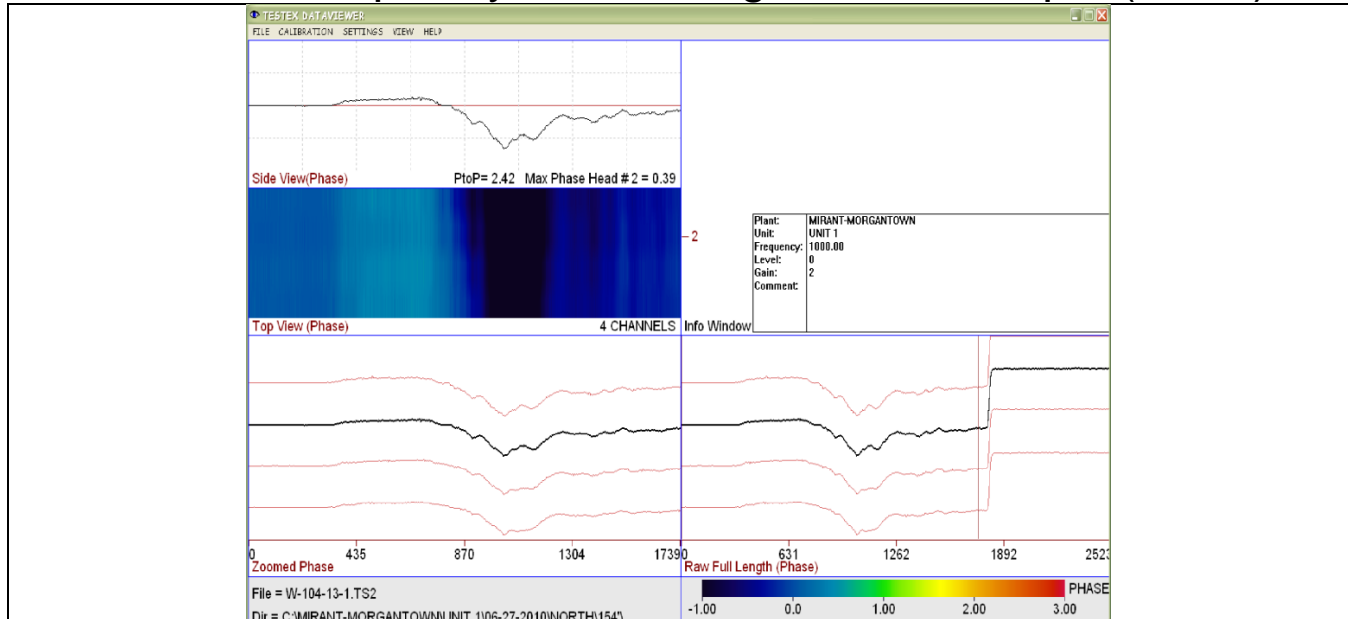 TESTEX DATAVIEWER
FILE CALIBRATION SETTINGS VIEW HELP
Side View(Phase) PtoP= 2.42 Max Phase Head # 2 = 0.39
2
Top View (Phase) 4 CHANNELS
Info Window
Plant: MIRANT-MORGANTOWN
Unit: UNIT 1
Frequency: 1000.00
Level: 0
Gain: 2
Comment:
0 435 870 1304 1739
Zoomed Phase
0 631 1262 1892 2523
Raw Full Length (Phase)
File = W-104-13-1.TS2
Dir = C:\MIRANT-MORGANTOWN\UNIT 1\06-27-2010\NORTH\154'\
PHASE
-1.00 0.0 1.00 2.00 3.00